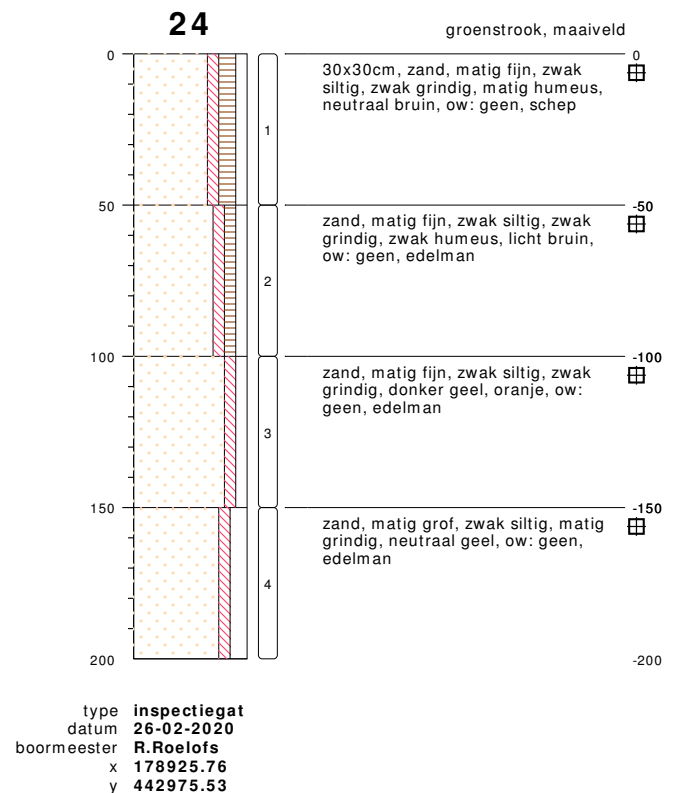 24
groenstrook, maaiveld
0
0
30x30cm, zand, matig fijn, zwak
siltig, zwak grindig, matig humeus,
neutraal bruin, ow: geen, schep
1
50
-50
zand, matig fijn, zwak siltig, zwak
grindig, zwak humeus, licht bruin,
ow: geen, edelman
2
100
-100
zand, matig fijn, zwak siltig, zwak
grindig, donker geel, oranje, ow:
geen, edelman
3
150
-150
zand, matig grof, zwak siltig, matig
grindig, neutraal geel, ow: geen,
edelman
4
200
-200
type inspectiegat
datum 26-02-2020
boormeester R.Roelofs
x 178925.76
y 442975.53